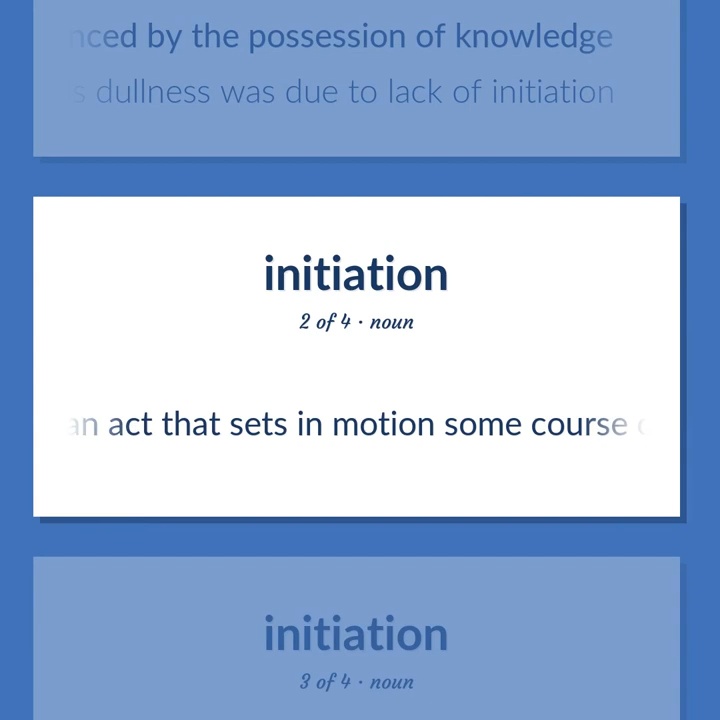 by the possession of knowledge
dullness was due to lack of initiation
initiation
2 of 4 · noun
an act that sets in motion some course
initiation
3 of 4 · noun